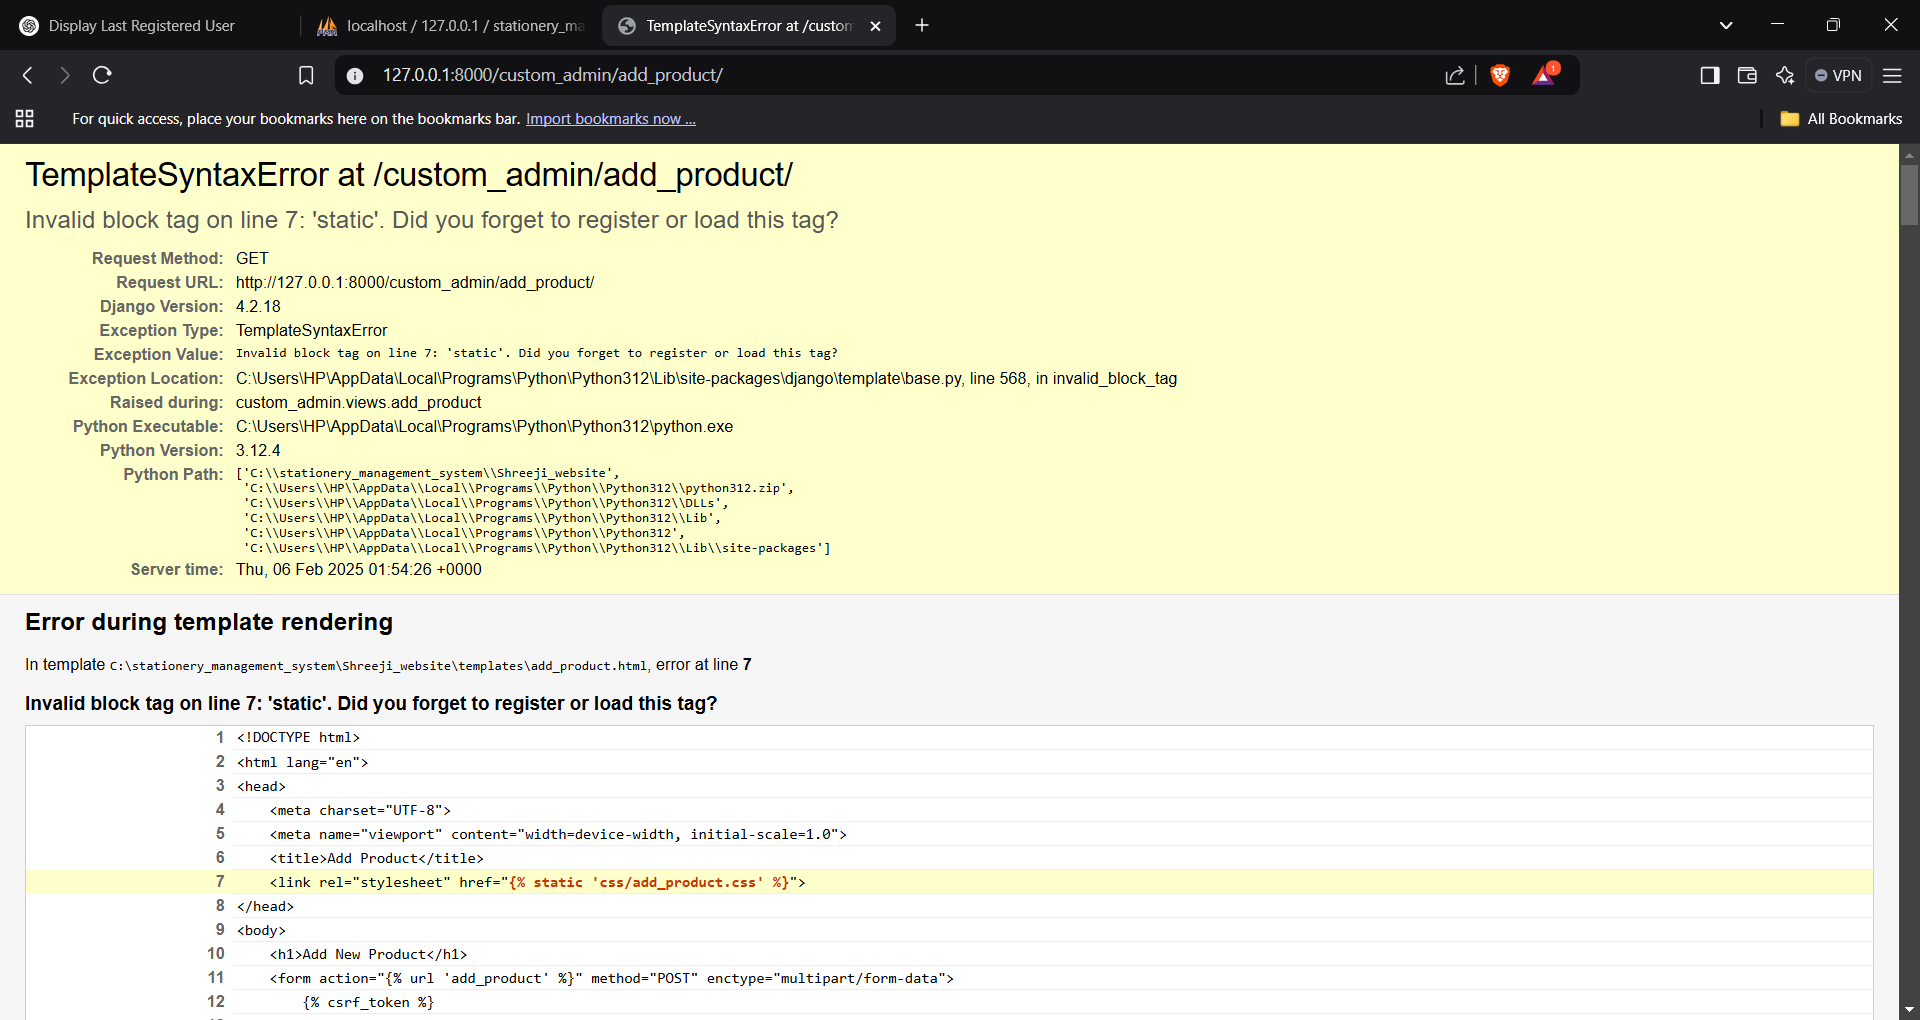 Display Last Registered User
localhost / 127.0.0.1 / stationery_ma
TemplateSyntaxError at /custom
127.0.0.1:8000/custom_admin/add_product/
1
VPN
For quick access, place your bookmarks here on the bookmarks bar. Import bookmarks now ...
All Bookmarks
TemplateSyntaxError at /custom_admin/add_product/
Invalid block tag on line 7: 'static'. Did you forget to register or load this tag?
Request Method: GET
Request URL: http://127.0.0.1:8000/custom_admin/add_product/
Django Version: 4.2.18
Exception Type: TemplateSyntaxError
Exception Value: Invalid block tag on line 7: 'static'. Did you forget to register or load this tag?
Exception Location: C:\Users\HP\AppData\Local\Programs\Python\Python312\Lib\site-packages\django\template\base.py, line 568, in invalid_block_tag
Raised during: custom_admin.views.add_product
Python Executable: C:\Users\HP\AppData\Local\Programs\Python\Python312\python.exe
Python Version: 3.12.4
Python Path: ['C:\\stationery_management_system\\Shreeji_website',
'C:\\Users\\HP\\AppData\\Local\\Programs\\Python\\Python312\\python312.zip',
'C:\\Users\\HP\\AppData\\Local\\Programs\\Python\\Python312\\DLLs',
'C:\\Users\\HP\\AppData\\Local\\Programs\\Python\\Python312\\Lib',
'C:\\Users\\HP\\AppData\\Local\\Programs\\Python\\Python312',
'C:\\Users\\HP\\AppData\\Local\\Programs\\Python\\Python312\\Lib\\site-packages']
Server time: Thu, 06 Feb 2025 01:54:26 +0000
Error during template rendering
In template C:\stationery_management_system\Shreeji_website\templates\add_product.html, error at line 7
Invalid block tag on line 7: 'static'. Did you forget to register or load this tag?
1 <!DOCTYPE html>
2 <html lang="en">
3 <head>
4 <meta charset="UTF-8">
5 <meta name="viewport" content="width=device-width, initial-scale=1.0">
6 <title>Add Product</title>
7 <link rel="stylesheet" href="{% static 'css/add_product.css' %}">
8 </head>
9 <body>
10 <h1>Add New Product</h1>
11 <form action="{% url 'add_product' %}" method="POST" enctype="multipart/form-data">
12 {% csrf_token %}